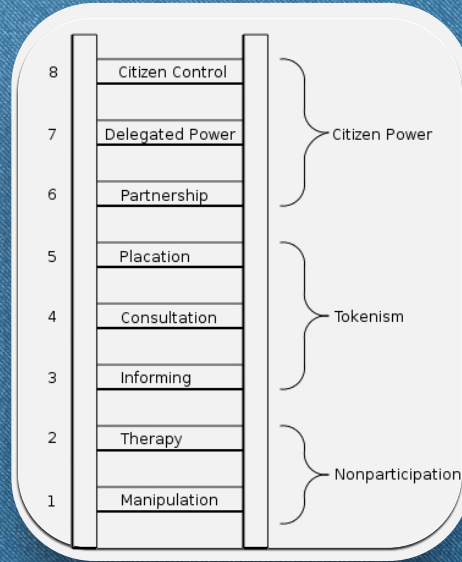 8 Citizen Control
7 Delegated Power Citizen Power
6 Partnership
5 Placation
4 Consultation Tokenism
3 Informing
2 Therapy
Nonparticipation
1 Manipulation